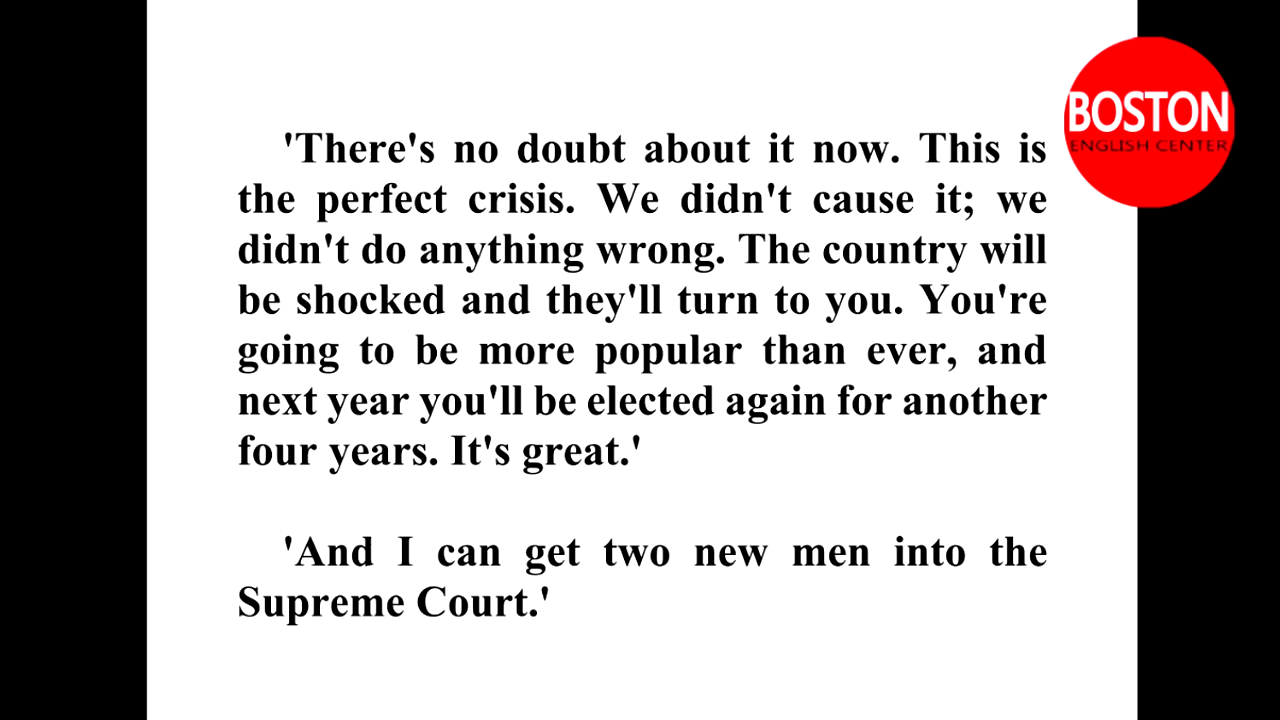 BOSTON
ENGLISH CENTER
'There's no doubt about it now. This is
the perfect crisis. We didn't cause it; we
didn't do anything wrong. The country will
be shocked and they'll turn to you. You're
going to be more popular than ever, and
next year you'll be elected again for another
four years. It's great.'
'And I can get two new men into the
Supreme Court.'